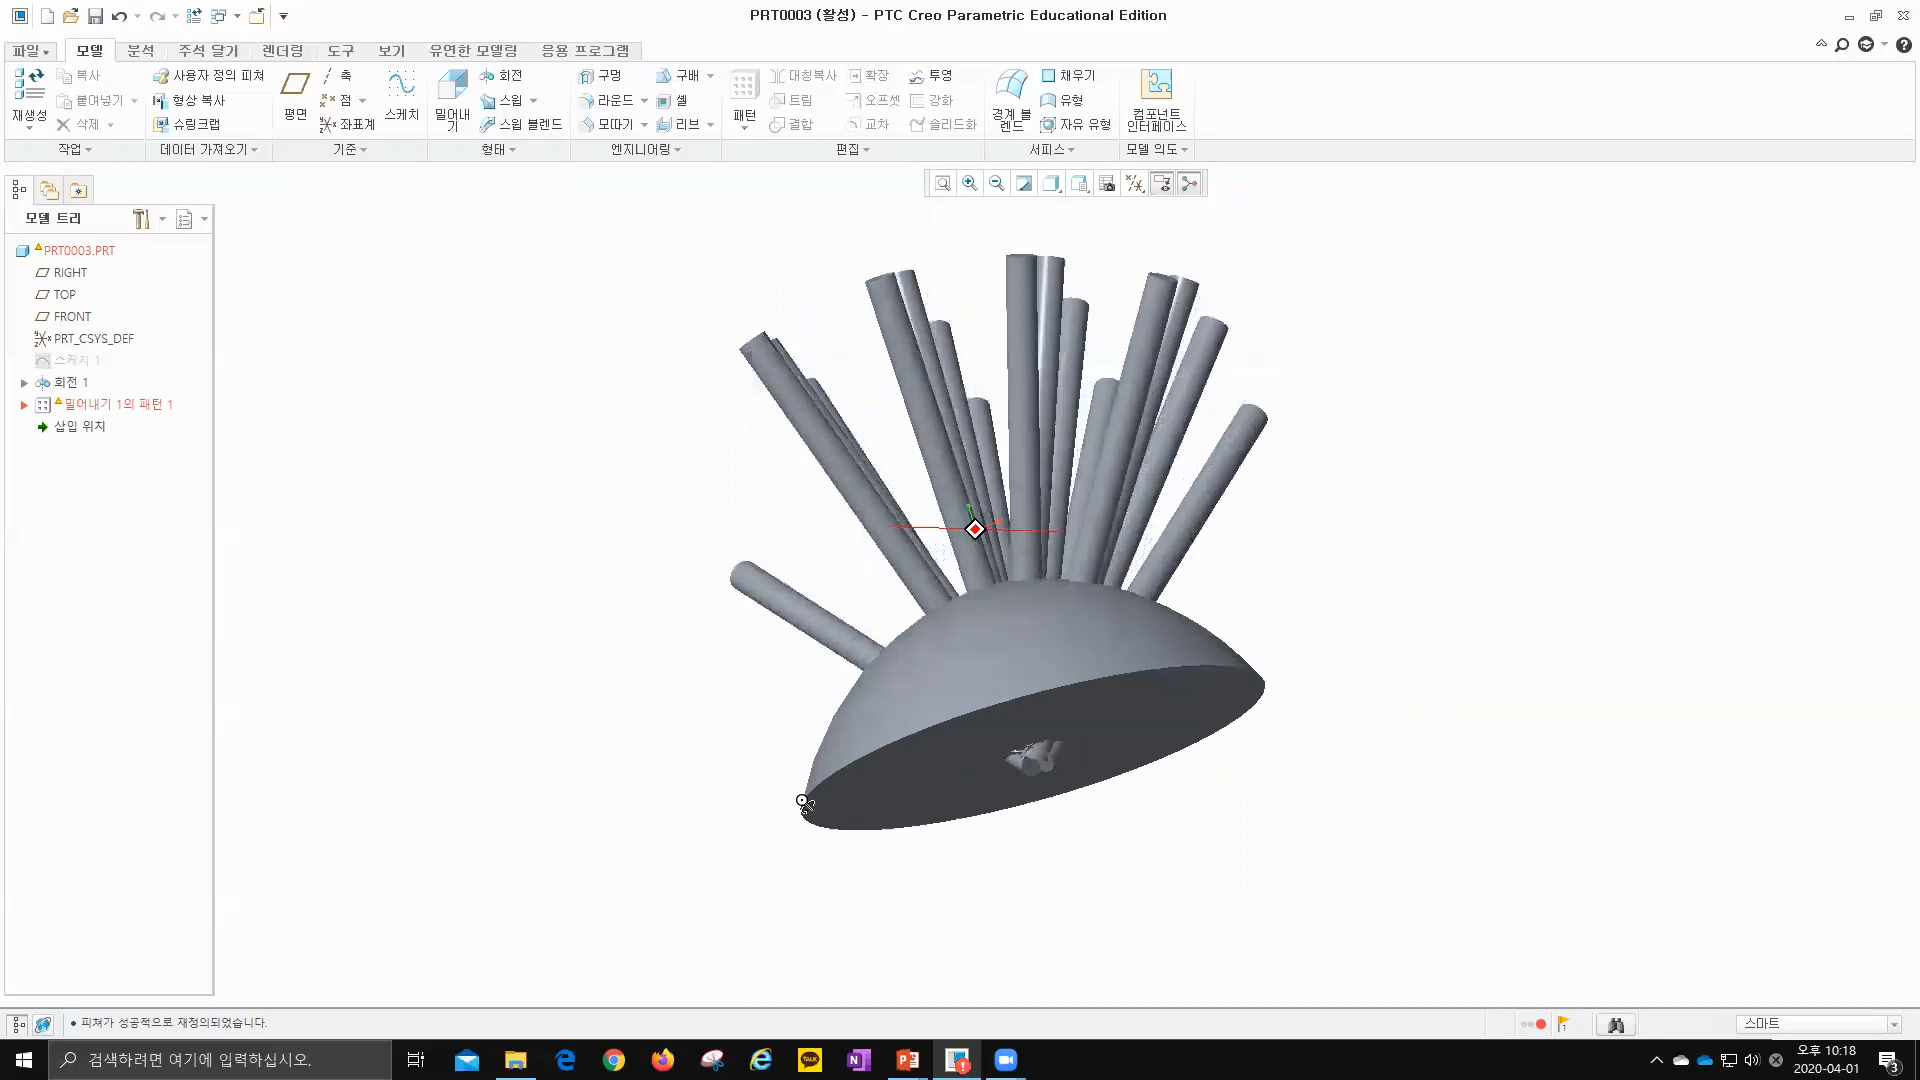 PRT0003 (활성) - PTC Creo Parametric Educational Edition
파일 모델 분석 주석 달기 렌더링 도구 보기 유연한 모델링 응용 프로그램
재생성 복사 붙여넣기 삭제
사용자 정의 피쳐 형상 복사 슈링크랩
평면 축 점 좌표계 스케치
밀어내기 회전 스윕 스윕 블렌드
구멍 라운드 모따기 구배 셸 리브
패턴 대칭복사 트림 결합 확장 오프셋 교차 투영 강화 솔리드화
경계 블렌드 채우기 유형 자유 유형
컴포넌트 인터페이스
작업 데이터 가져오기 기준 형태 엔지니어링 편집 서피스 모델 의도
모델 트리
PRT0003.PRT
RIGHT
TOP
FRONT
PRT_CSYS_DEF
스케치 1
회전 1
밀어내기 1의 패턴 1
삽입 위치
• 피쳐가 성공적으로 재정의되었습니다.
스마트
검색하려면 여기에 입력하십시오.
TALK
오후 10:18
2020-04-01
3